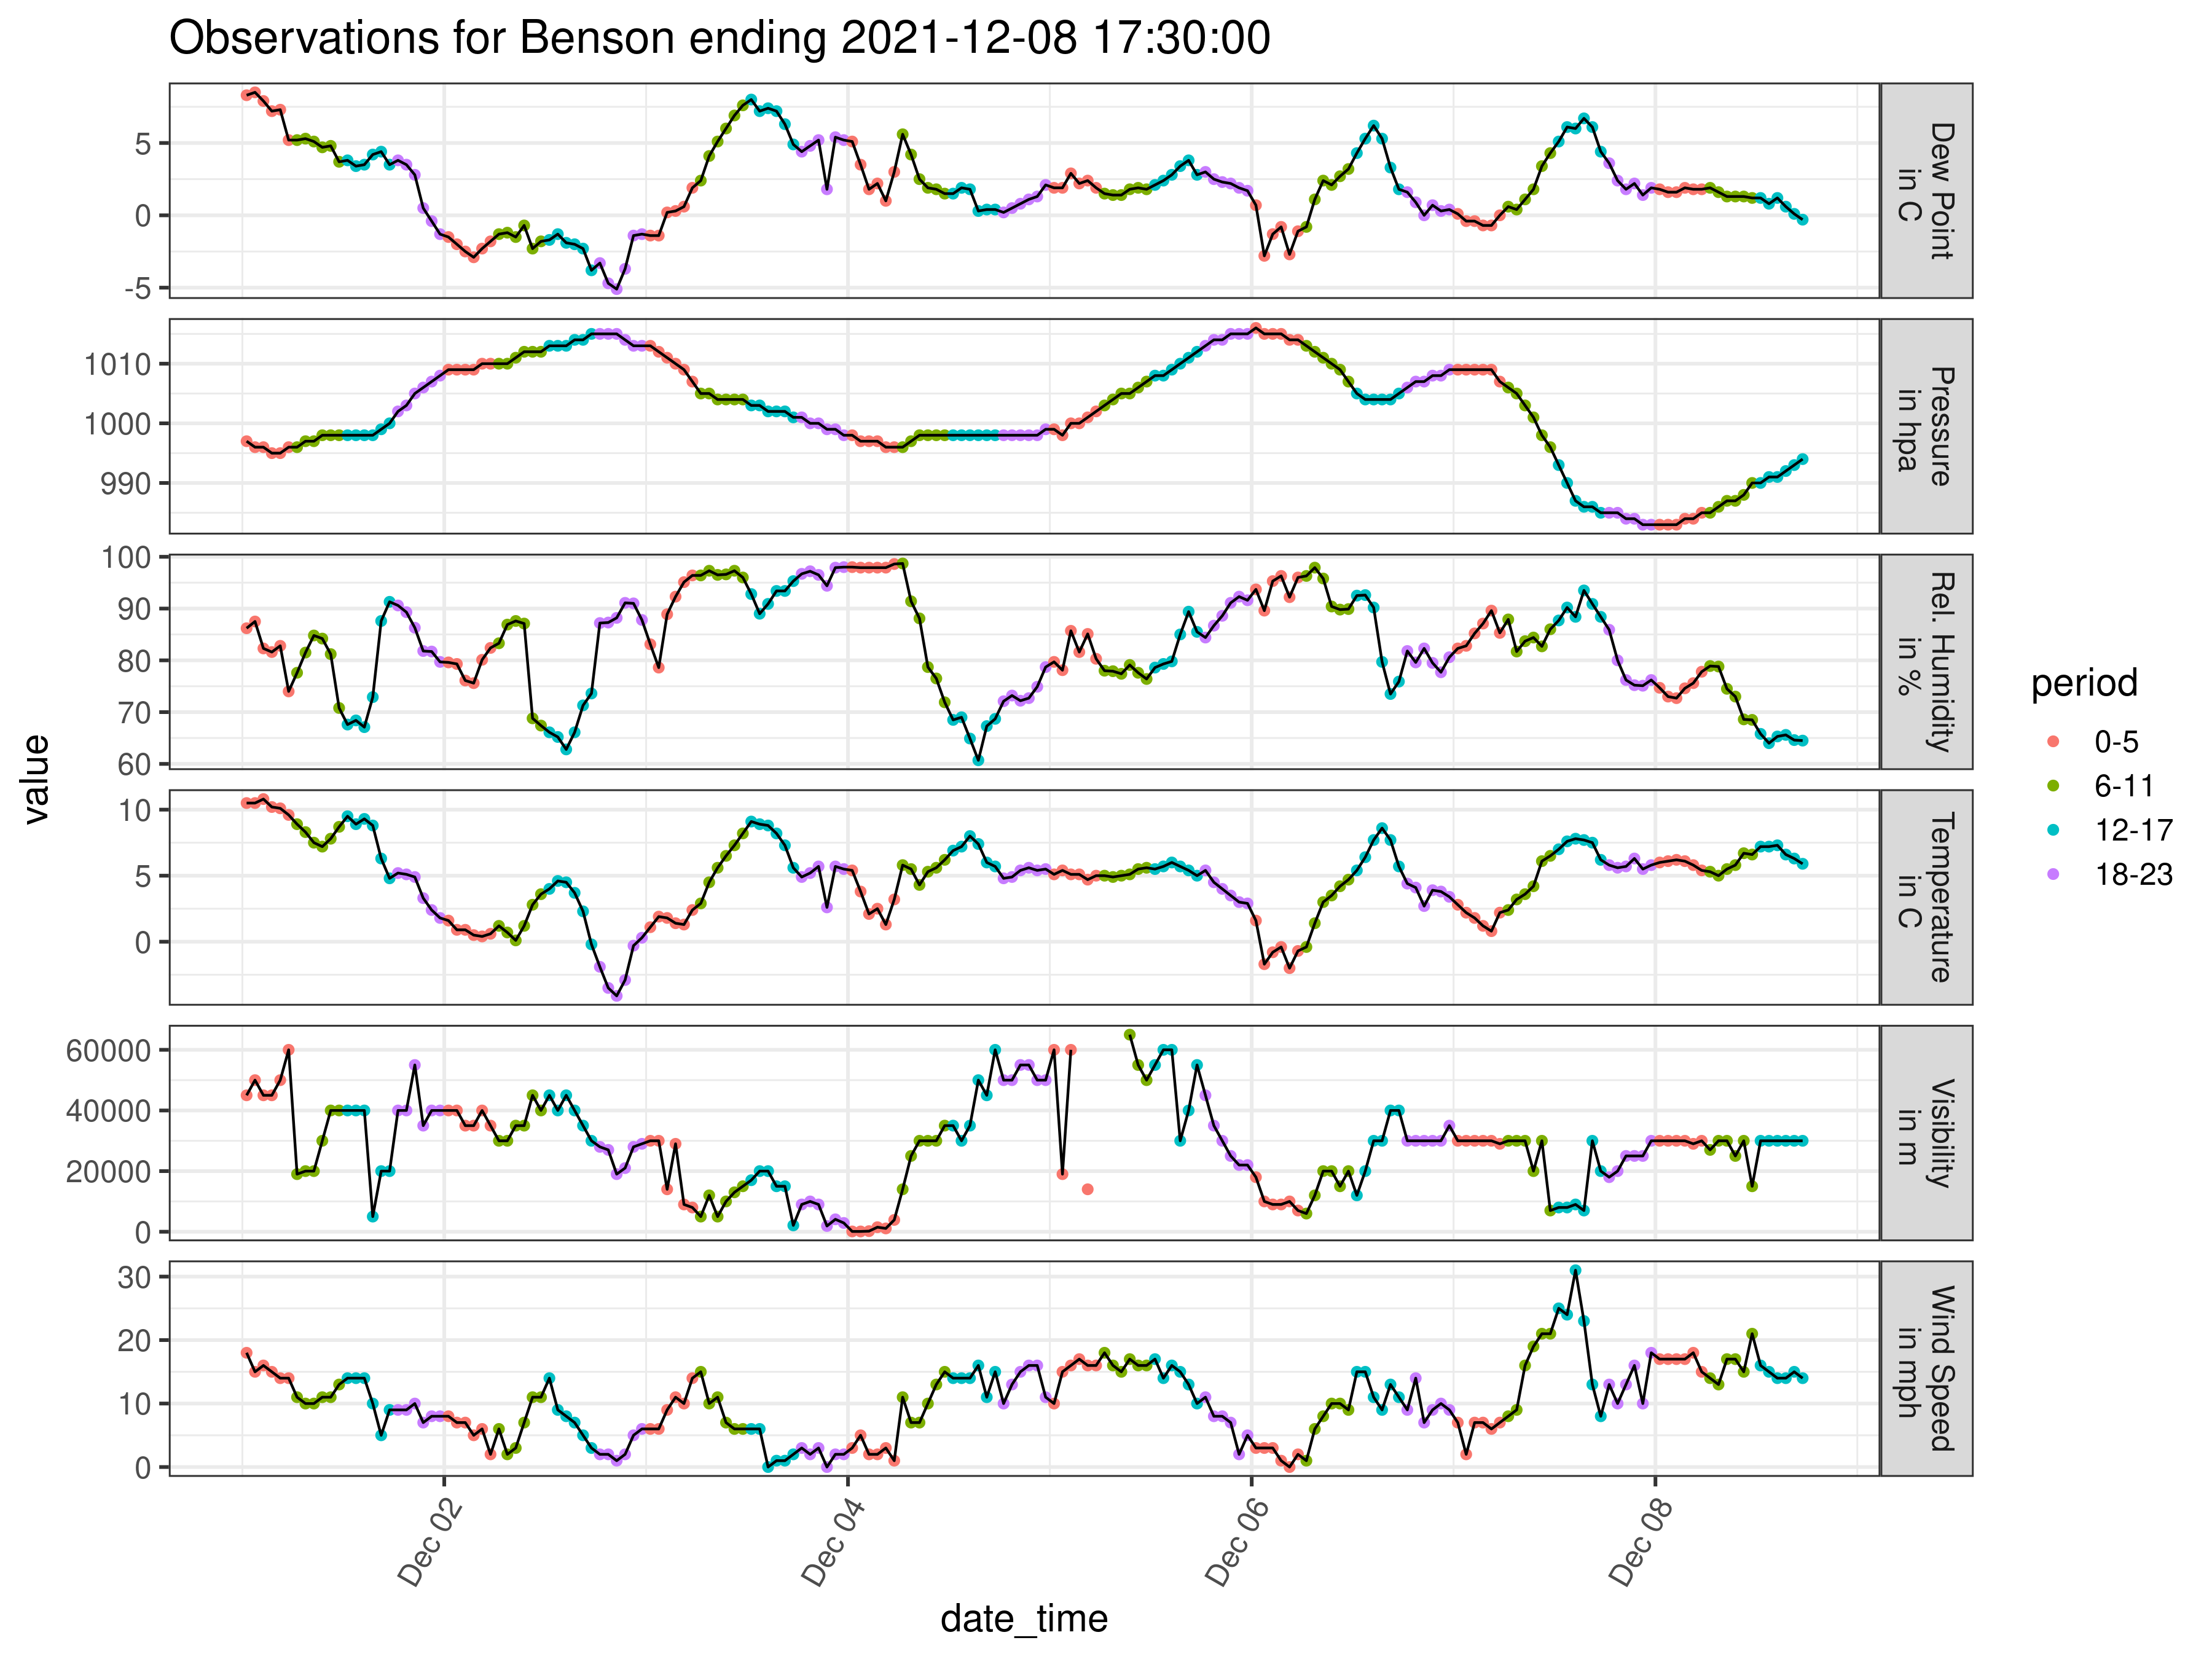 Observations for Benson ending 2021-12-08 17:30:00
value
5
0
-5
Dew Point
in C
1010
1000
990
Pressure
in hpa
100
90
80
70
60
Rel. Humidity
in %
10
5
0
Temperature
in C
60000
40000
20000
0
Visibility
in m
30
20
10
0
Wind Speed
in mph
Dec 02
Dec 04
Dec 06
Dec 08
date_time
period
0-5
6-11
12-17
18-23